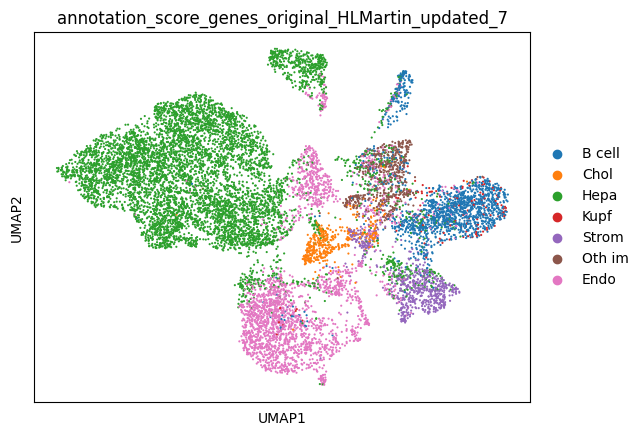 annotation_score_genes_original_HLMartin_updated_7
B cell
Chol
Hepa
Kupf
Strom
Oth im
Endo
UMAP2
UMAP1